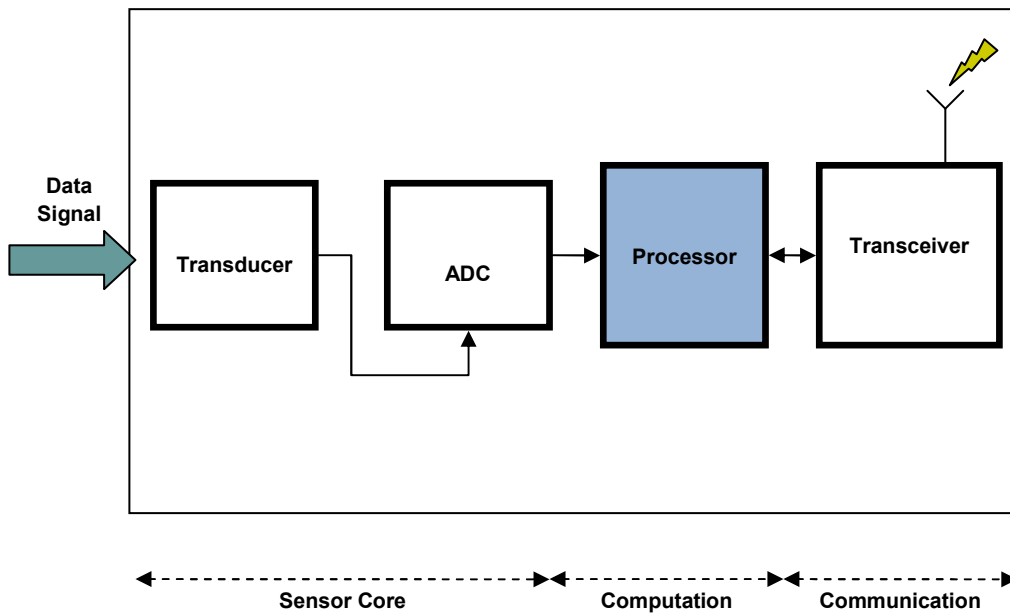 Data
Signal
Transducer
ADC
Processor
Transceiver
Sensor Core
Computation
Communication